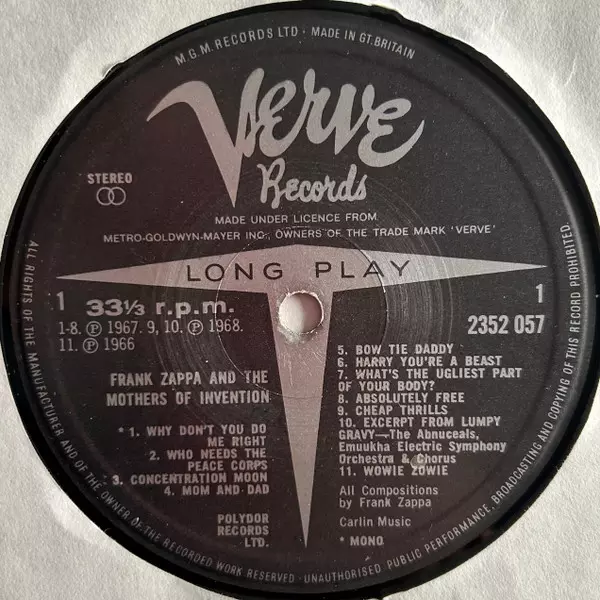 M.G.M. RECORDS LTD · MADE IN GT. BRITAIN
Verve
Records
STEREO
MADE UNDER LICENCE FROM
METRO-GOLDWYN-MAYER INC., OWNERS OF THE TRADE MARK 'VERVE'
LONG PLAY
1
33⅓ r.p.m.
1-8. ℗ 1967. 9, 10. ℗ 1968.
11. ℗ 1966
1
2352 057
FRANK ZAPPA AND THE
MOTHERS OF INVENTION
* 1. WHY DON'T YOU DO
ME RIGHT
2. WHO NEEDS THE
PEACE CORPS
3. CONCENTRATION MOON
4. MOM AND DAD
POLYDOR
RECORDS
LTD.
5. BOW TIE DADDY
6. HARRY YOU'RE A BEAST
7. WHAT'S THE UGLIEST PART
OF YOUR BODY?
8. ABSOLUTELY FREE
9. CHEAP THRILLS
10. EXCERPT FROM LUMPY
GRAVY—The Abnuceals,
Emuukha Electric Symphony
Orchestra & Chorus
11. WOWIE ZOWIE
All Compositions
by Frank Zappa
Carlin Music
* MONO
ALL RIGHTS OF THE MANUFACTURER AND OF THE OWNER OF THE RECORDED WORK RESERVED · UNAUTHORISED PUBLIC PERFORMANCE, BROADCASTING AND COPYING OF THIS RECORD PROHIBITED.